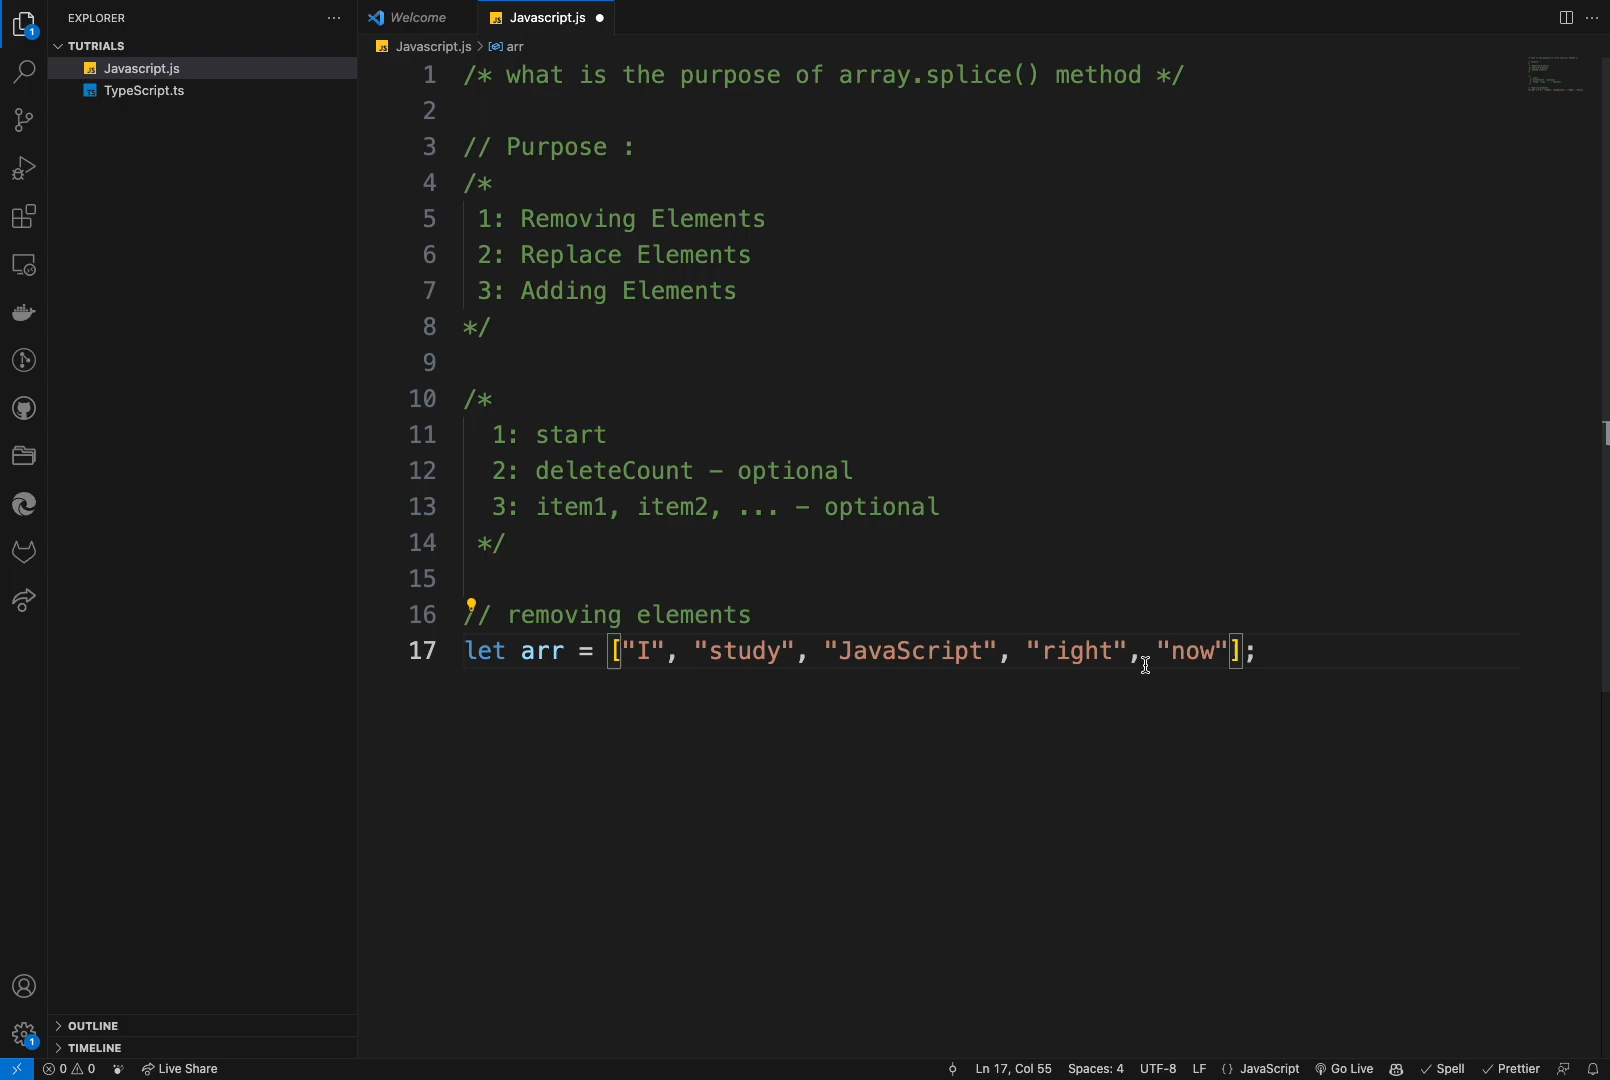 EXPLORER
TUTRIALS
Javascript.js
TypeScript.ts
OUTLINE
TIMELINE
Welcome
Javascript.js
Javascript.js > arr
1 /* what is the purpose of array.splice() method */
2
3 // Purpose :
4 /*
5 1: Removing Elements
6 2: Replace Elements
7 3: Adding Elements
8 */
9
10 /*
11 1: start
12 2: deleteCount – optional
13 3: item1, item2, ... – optional
14 */
15
16 // removing elements
17 let arr = ["I", "study", "JavaScript", "right", "now"];
1
1
0 0 Live Share
Ln 17, Col 55 Spaces: 4 UTF-8 LF {} JavaScript Go Live Spell Prettier